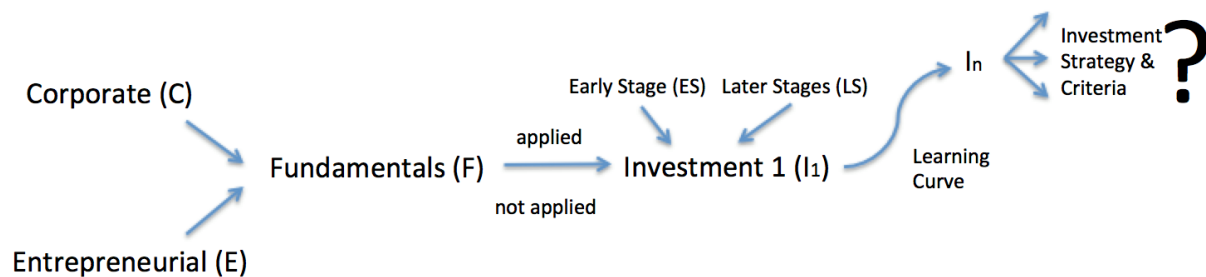 Corporate (C)
Entrepreneurial (E)
Fundamentals (F)
applied
not applied
Early Stage (ES)
Later Stages (LS)
Investment 1 (I1)
Learning
Curve
In
Investment
Strategy &
Criteria
?